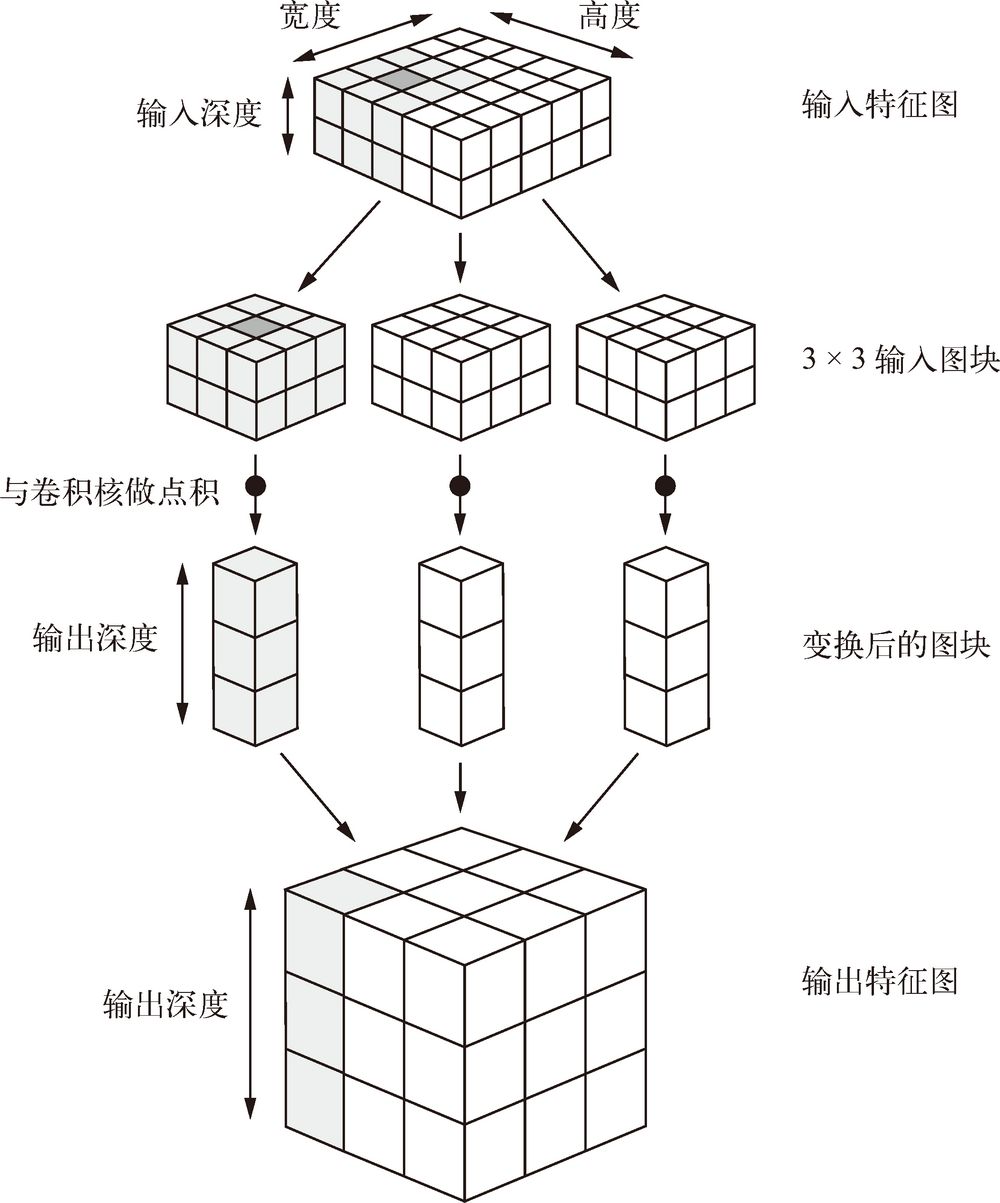 宽度
高度
输入深度
输入特征图
3 × 3 输入图块
与卷积核做点积
输出深度
变换后的图块
输出深度
输出特征图